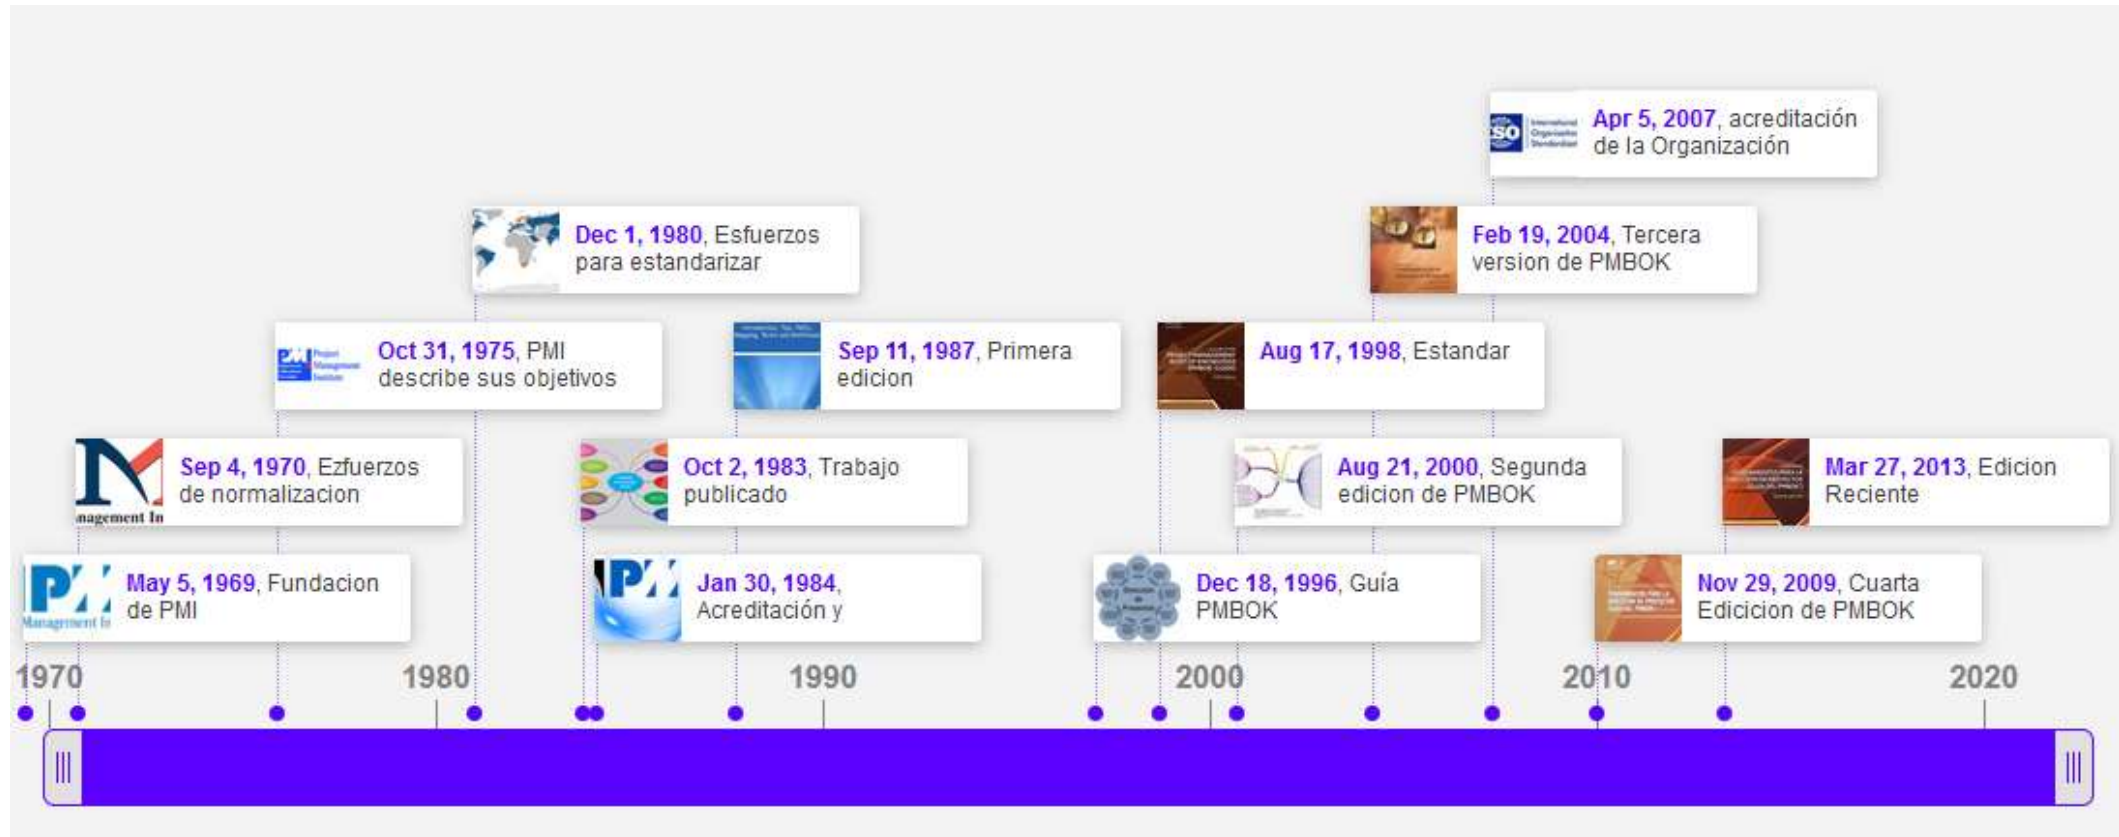 Apr 5, 2007, acreditación
de la Organización
Dec 1, 1980, Esfuerzos
para estandarizar
Feb 19, 2004, Tercera
version de PMBOK
Oct 31, 1975, PMI
describe sus objetivos
Sep 11, 1987, Primera
edicion
Aug 17, 1998, Estandar
Sep 4, 1970, Ezfuerzos
de normalizacion
nagement In
Oct 2, 1983, Trabajo
publicado
Aug 21, 2000, Segunda
edicion de PMBOK
Mar 27, 2013, Edicion
Reciente
May 5, 1969, Fundacion
de PMI
Management In
Jan 30, 1984,
Acreditación y
Dec 18, 1996, Guía
PMBOK
Nov 29, 2009, Cuarta
Edicicion de PMBOK
1970
1980
1990
2000
2010
2020